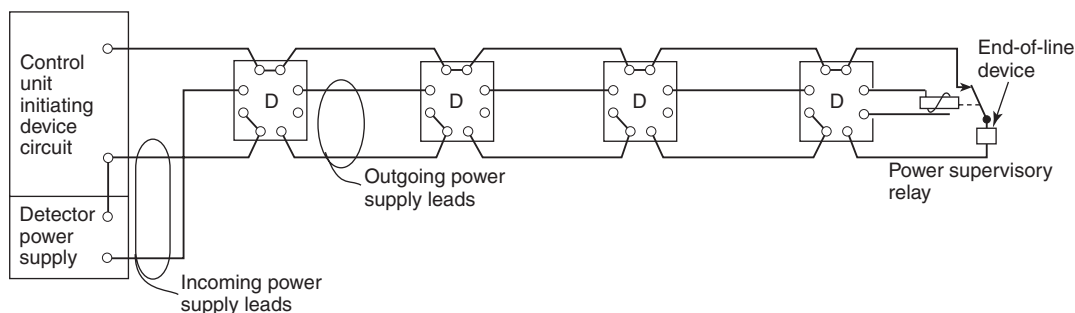 Control
unit
initiating
device
circuit
Detector
power
supply
D
D
D
D
End-of-line
device
Outgoing power
supply leads
Power supervisory
relay
Incoming power
supply leads